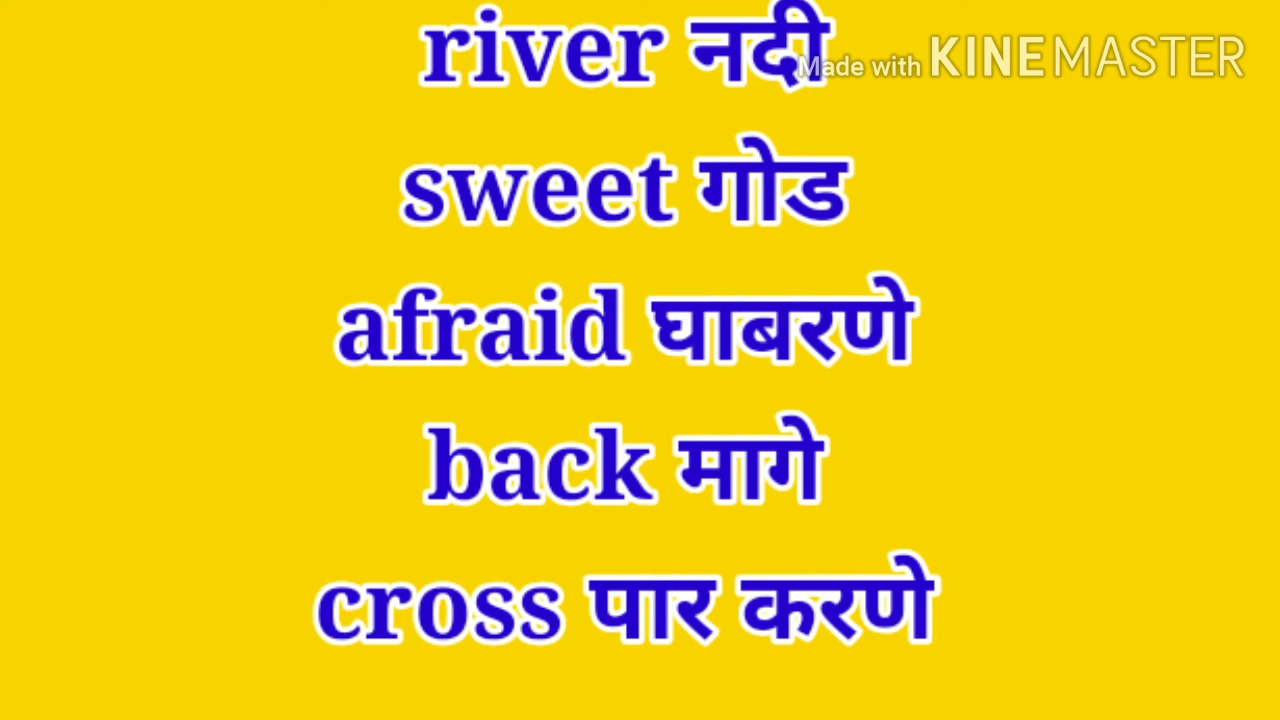 river नदी
Made with KINEMASTER
sweet गोड
afraid घाबरणे
back मागे
cross पार करणे